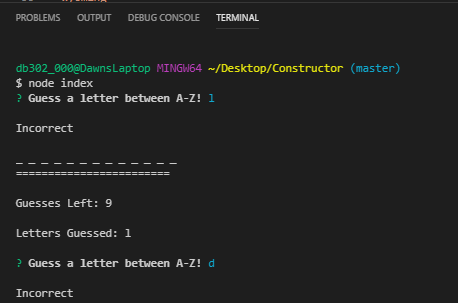 PROBLEMS OUTPUT DEBUG CONSOLE TERMINAL
db302_000@DawnsLaptop MINGW64 ~/Desktop/Constructor (master)
$ node index
? Guess a letter between A-Z! l
Incorrect
_ _ _ _ _ _ _ _ _ _ _ _ _
========================
Guesses Left: 9
Letters Guessed: l
? Guess a letter between A-Z! d
Incorrect